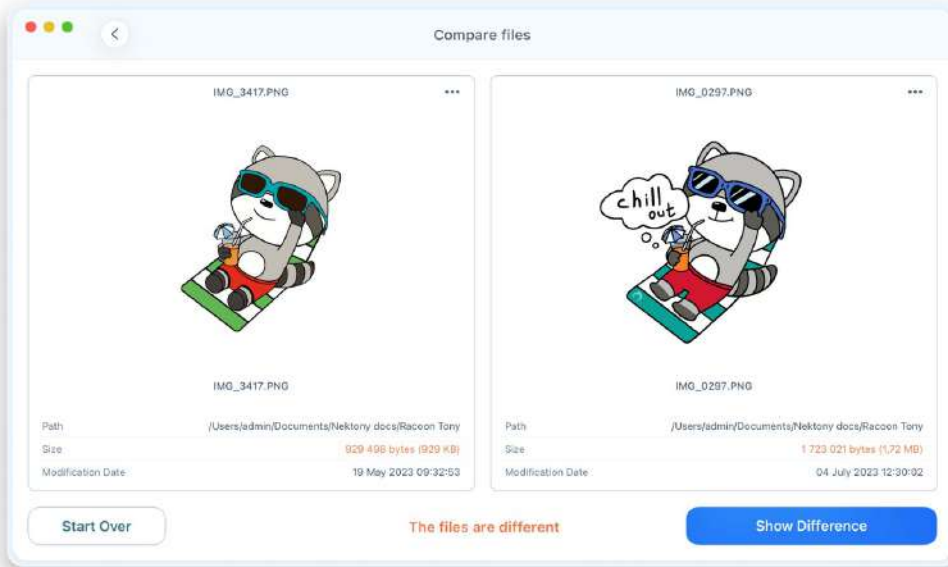 Compare files
IMG_3417.PNG
IMG_0297.PNG
chill
out
IMG_3417.PNG
Path /Users/admin/Documents/Nektony docs/Racoon Tony
Size 929 498 bytes (929 KB)
Modification Date 19 May 2023 09:32:53
IMG_0297.PNG
Path /Users/admin/Documents/Nektony docs/Racoon Tony
Size 1 723 021 bytes (1,72 MB)
Modification Date 04 July 2023 12:30:02
Start Over
The files are different
Show Difference